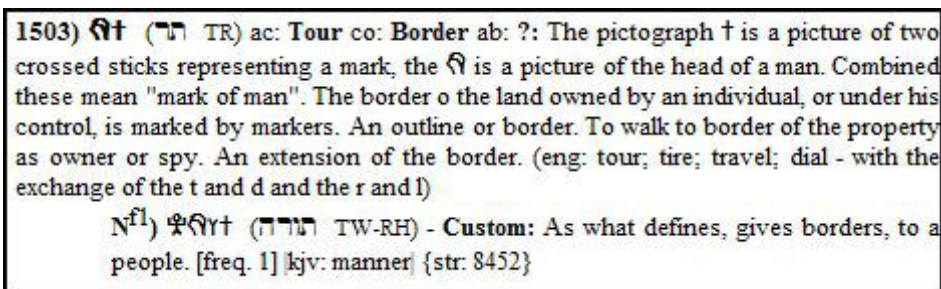 1503) 𐤓† (תר TR) ac: Tour co: Border ab: ?: The pictograph † is a picture of two
crossed sticks representing a mark, the 𐤓 is a picture of the head of a man. Combined
these mean "mark of man". The border o the land owned by an individual, or under his
control, is marked by markers. An outline or border. To walk to border of the property
as owner or spy. An extension of the border. (eng: tour; tire; travel; dial - with the
exchange of the t and d and the r and l)
N^f1) (תורה TW-RH) - Custom: As what defines, gives borders, to a
people. [freq. 1] |kjv: manner| {str: 8452}